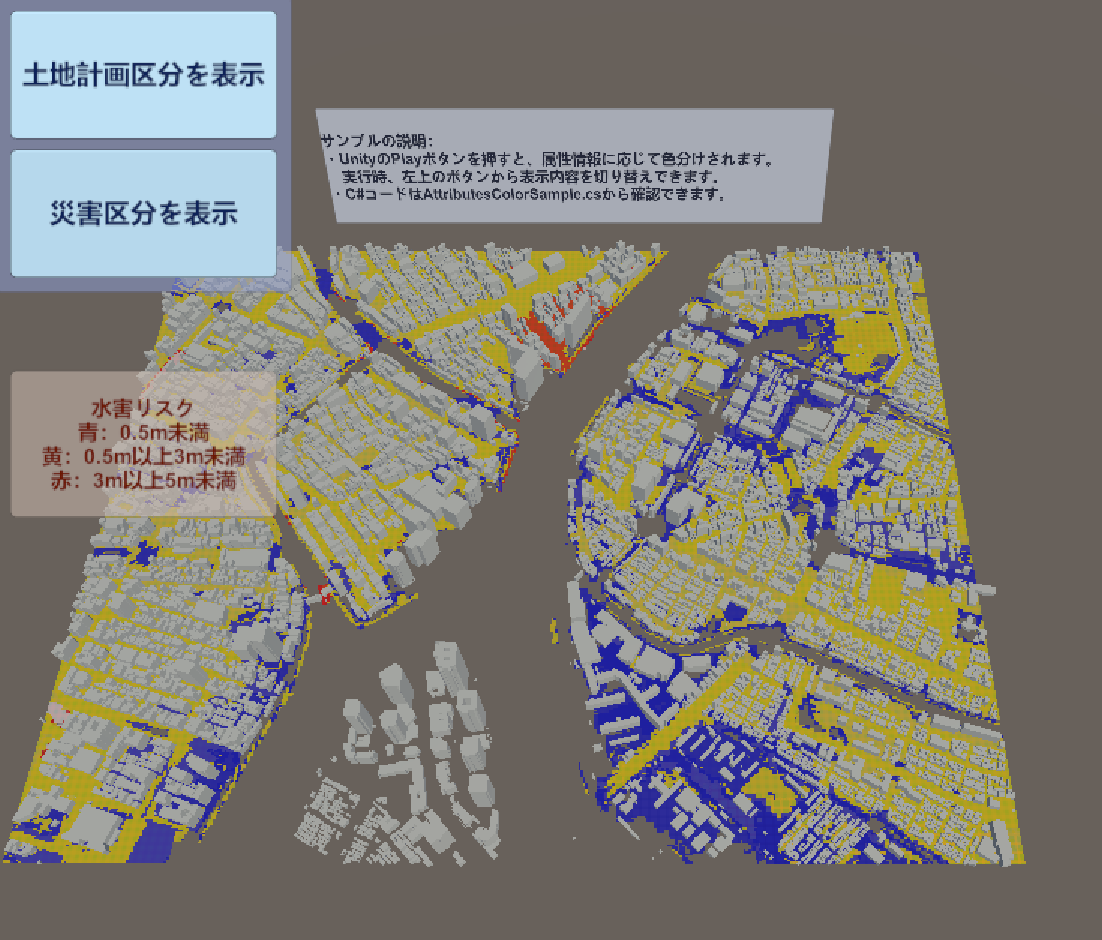 土地計画区分を表示
災害区分を表示
サンプルの説明:
・UnityのPlayボタンを押すと、属性情報に応じて色分けされます。
実行時、左上のボタンから表示内容を切り替えできます。
・C#コードはAttributesColorSample.csから確認できます。
水害リスク
青：0.5m未満
黄：0.5m以上3m未満
赤：3m以上5m未満